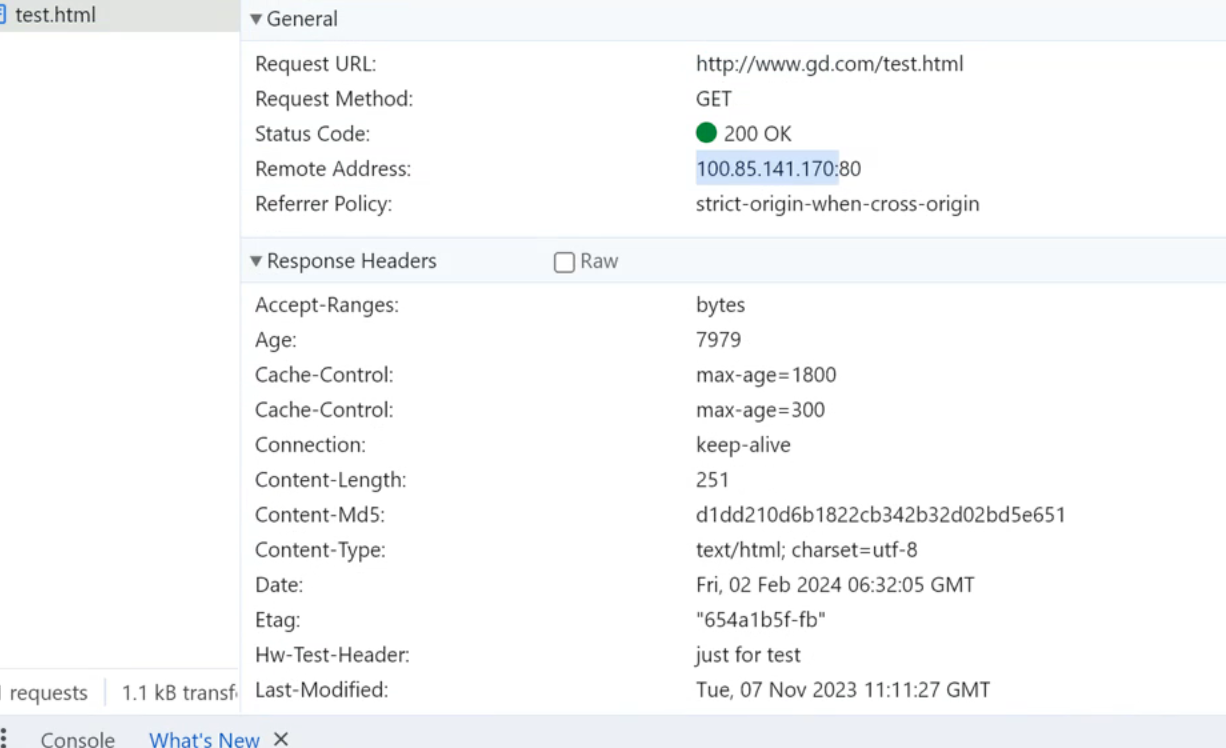 test.html
General
Request URL: http://www.gd.com/test.html
Request Method: GET
Status Code: 200 OK
Remote Address: 100.85.141.170:80
Referrer Policy: strict-origin-when-cross-origin
Response Headers Raw
Accept-Ranges: bytes
Age: 7979
Cache-Control: max-age=1800
Cache-Control: max-age=300
Connection: keep-alive
Content-Length: 251
Content-Md5: d1dd210d6b1822cb342b32d02bd5e651
Content-Type: text/html; charset=utf-8
Date: Fri, 02 Feb 2024 06:32:05 GMT
Etag: "654a1b5f-fb"
Hw-Test-Header: just for test
Last-Modified: Tue, 07 Nov 2023 11:11:27 GMT
requests 1.1 kB transf
Console What's New